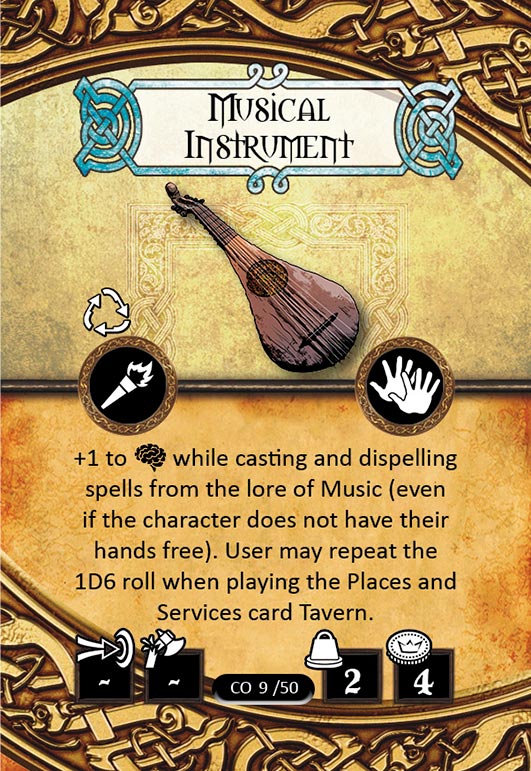 Musical
Instrument
+1 to while casting and dispelling
spells from the lore of Music (even
if the character does not have their
hands free). User may repeat the
1D6 roll when playing the Places and
Services card Tavern.
- - CO 9 /50 2 4